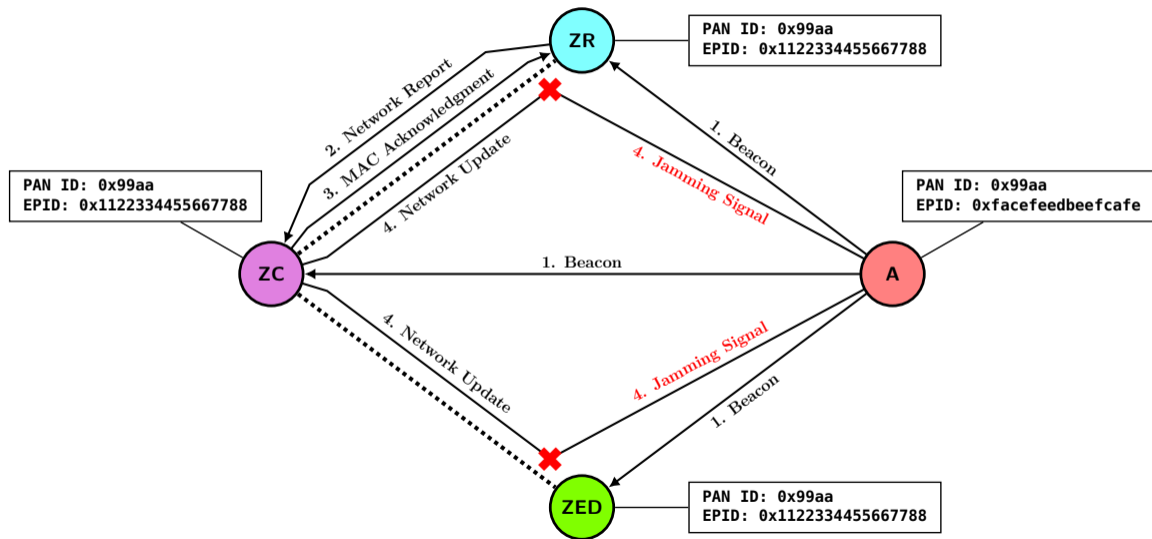 ZR
PAN ID: 0x99aa
EPID: 0x1122334455667788
2. Network Report
3. MAC Acknowledgment
4. Network Update
4. Jamming Signal
1. Beacon
PAN ID: 0x99aa
EPID: 0x1122334455667788
PAN ID: 0x99aa
EPID: 0xfacefeedbeefcafe
ZC
1. Beacon
A
4. Network Update
4. Jamming Signal
1. Beacon
ZED
PAN ID: 0x99aa
EPID: 0x1122334455667788